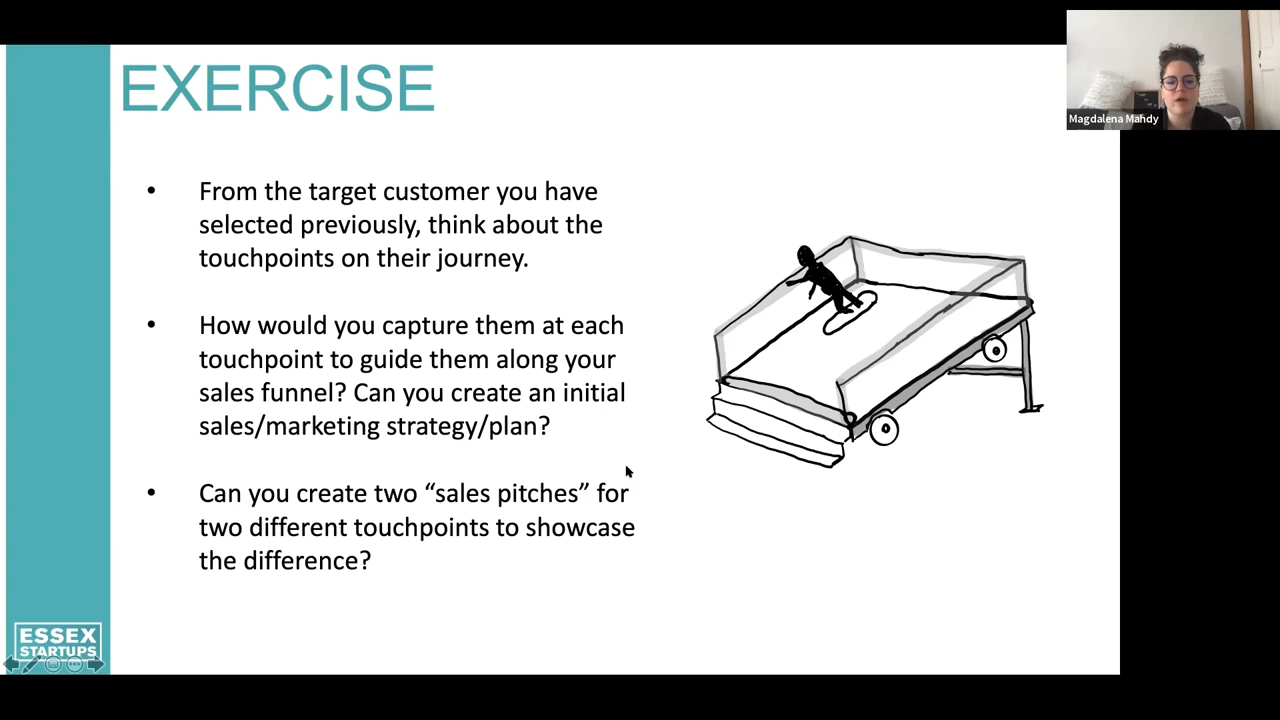 EXERCISE
• From the target customer you have
selected previously, think about the
touchpoints on their journey.
• How would you capture them at each
touchpoint to guide them along your
sales funnel? Can you create an initial
sales/marketing strategy/plan?
• Can you create two “sales pitches” for
two different touchpoints to showcase
the difference?
ESSEX
STARTUPS
Magdalena Mandy